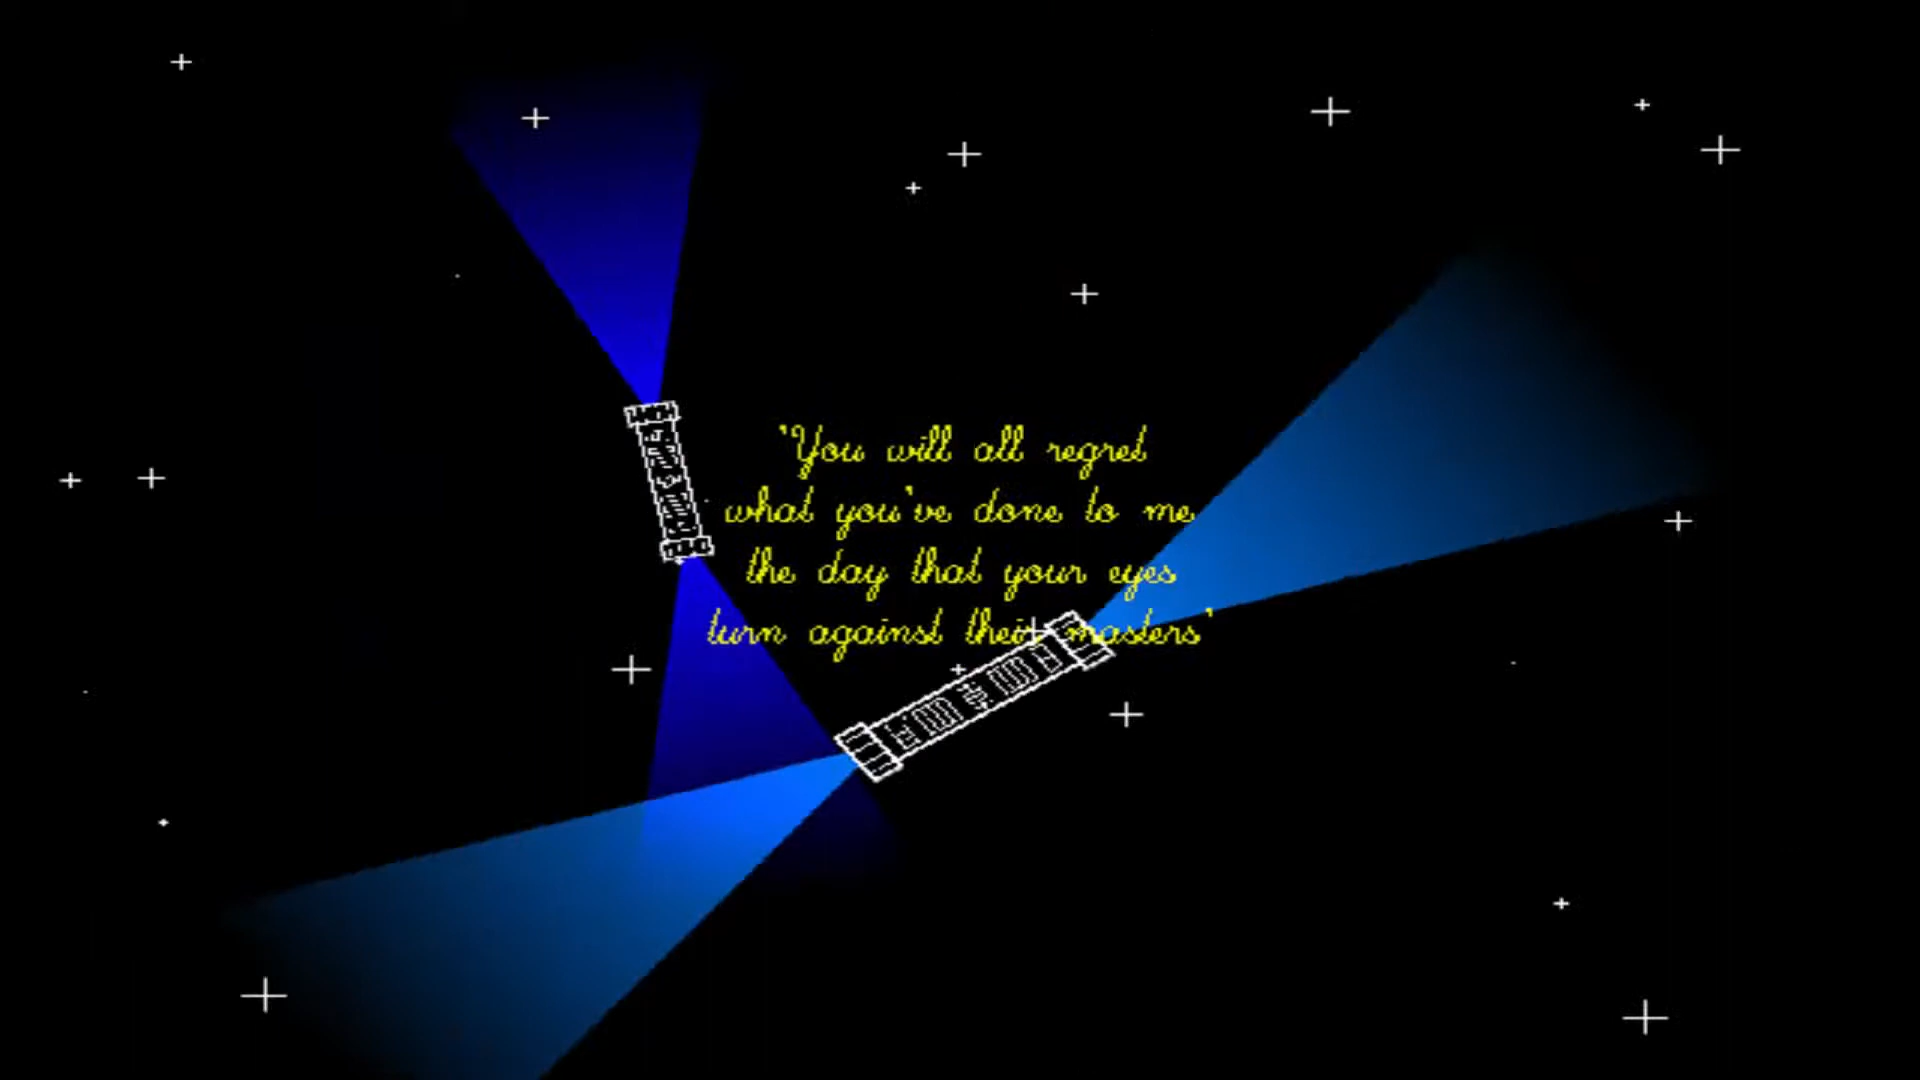 'You will all regret
what you've done to me
the day that your eyes
turn against their masters'